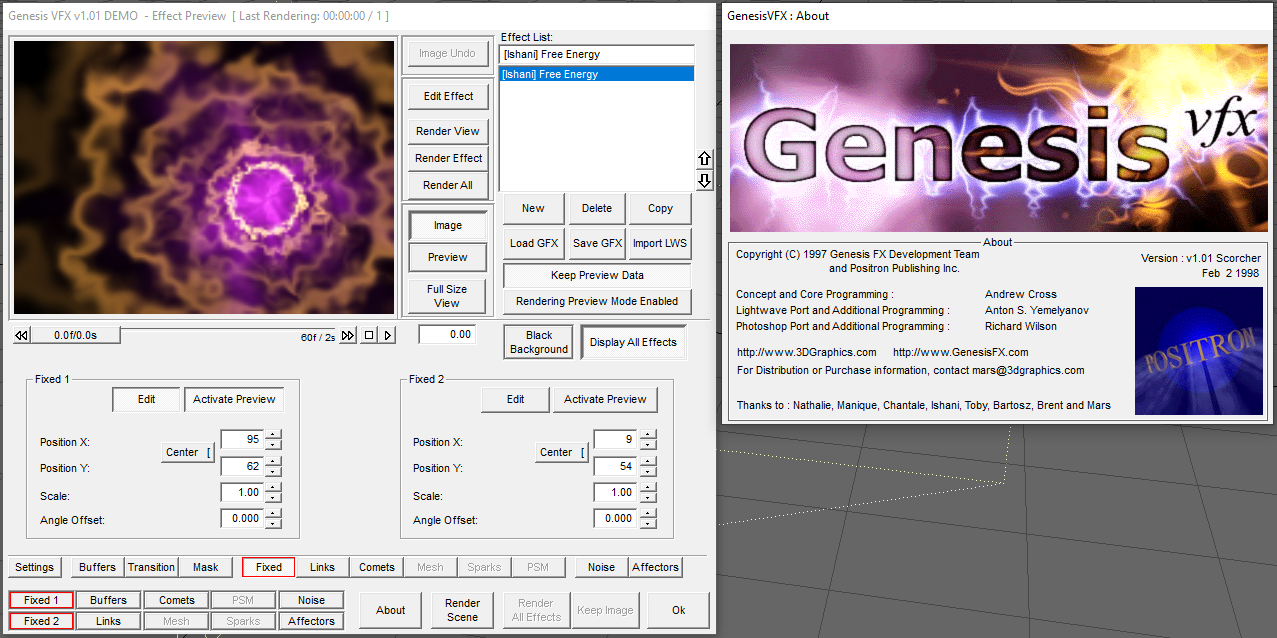 Genesis VFX v1.01 DEMO - Effect Preview [ Last Rendering: 00:00:00 / 1 ]
Image Undo
Edit Effect
Render View
Render Effect
Render All
Image
Preview
Full Size
View
Effect List:
[Ishani] Free Energy
[Ishani] Free Energy
New Delete Copy
Load GFX Save GFX Import LWS
Keep Preview Data
Rendering Preview Mode Enabled
0.0f/0.0s
60f / 2s
0.00
Black
Background
Display All Effects
Fixed 1
Edit Activate Preview
Position X: 95
Center [
Position Y: 62
Scale: 1.00
Angle Offset: 0.000
Fixed 2
Edit Activate Preview
Position X: 9
Center [
Position Y: 54
Scale: 1.00
Angle Offset: 0.000
Settings Buffers Transition Mask Fixed Links Comets Mesh Sparks PSM Noise Affectors
Fixed 1 Buffers Comets PSM Noise
Fixed 2 Links Mesh Sparks Affectors
About
Render
Scene
Render
All Effects
Keep Image
Ok
GenesisVFX : About
Genesis vfx
About
Copyright (C) 1997 Genesis FX Development Team
and Positron Publishing Inc.
Version : v1.01 Scorcher
Feb 2 1998
Concept and Core Programming : Andrew Cross
Lightwave Port and Additional Programming : Anton S. Yemelyanov
Photoshop Port and Additional Programming : Richard Wilson
http://www.3DGraphics.com http://www.GenesisFX.com
For Distribution or Purchase information, contact mars@3dgraphics.com
Thanks to : Nathalie, Manique, Chantale, Ishani, Toby, Bartosz, Brent and Mars
POSITRON